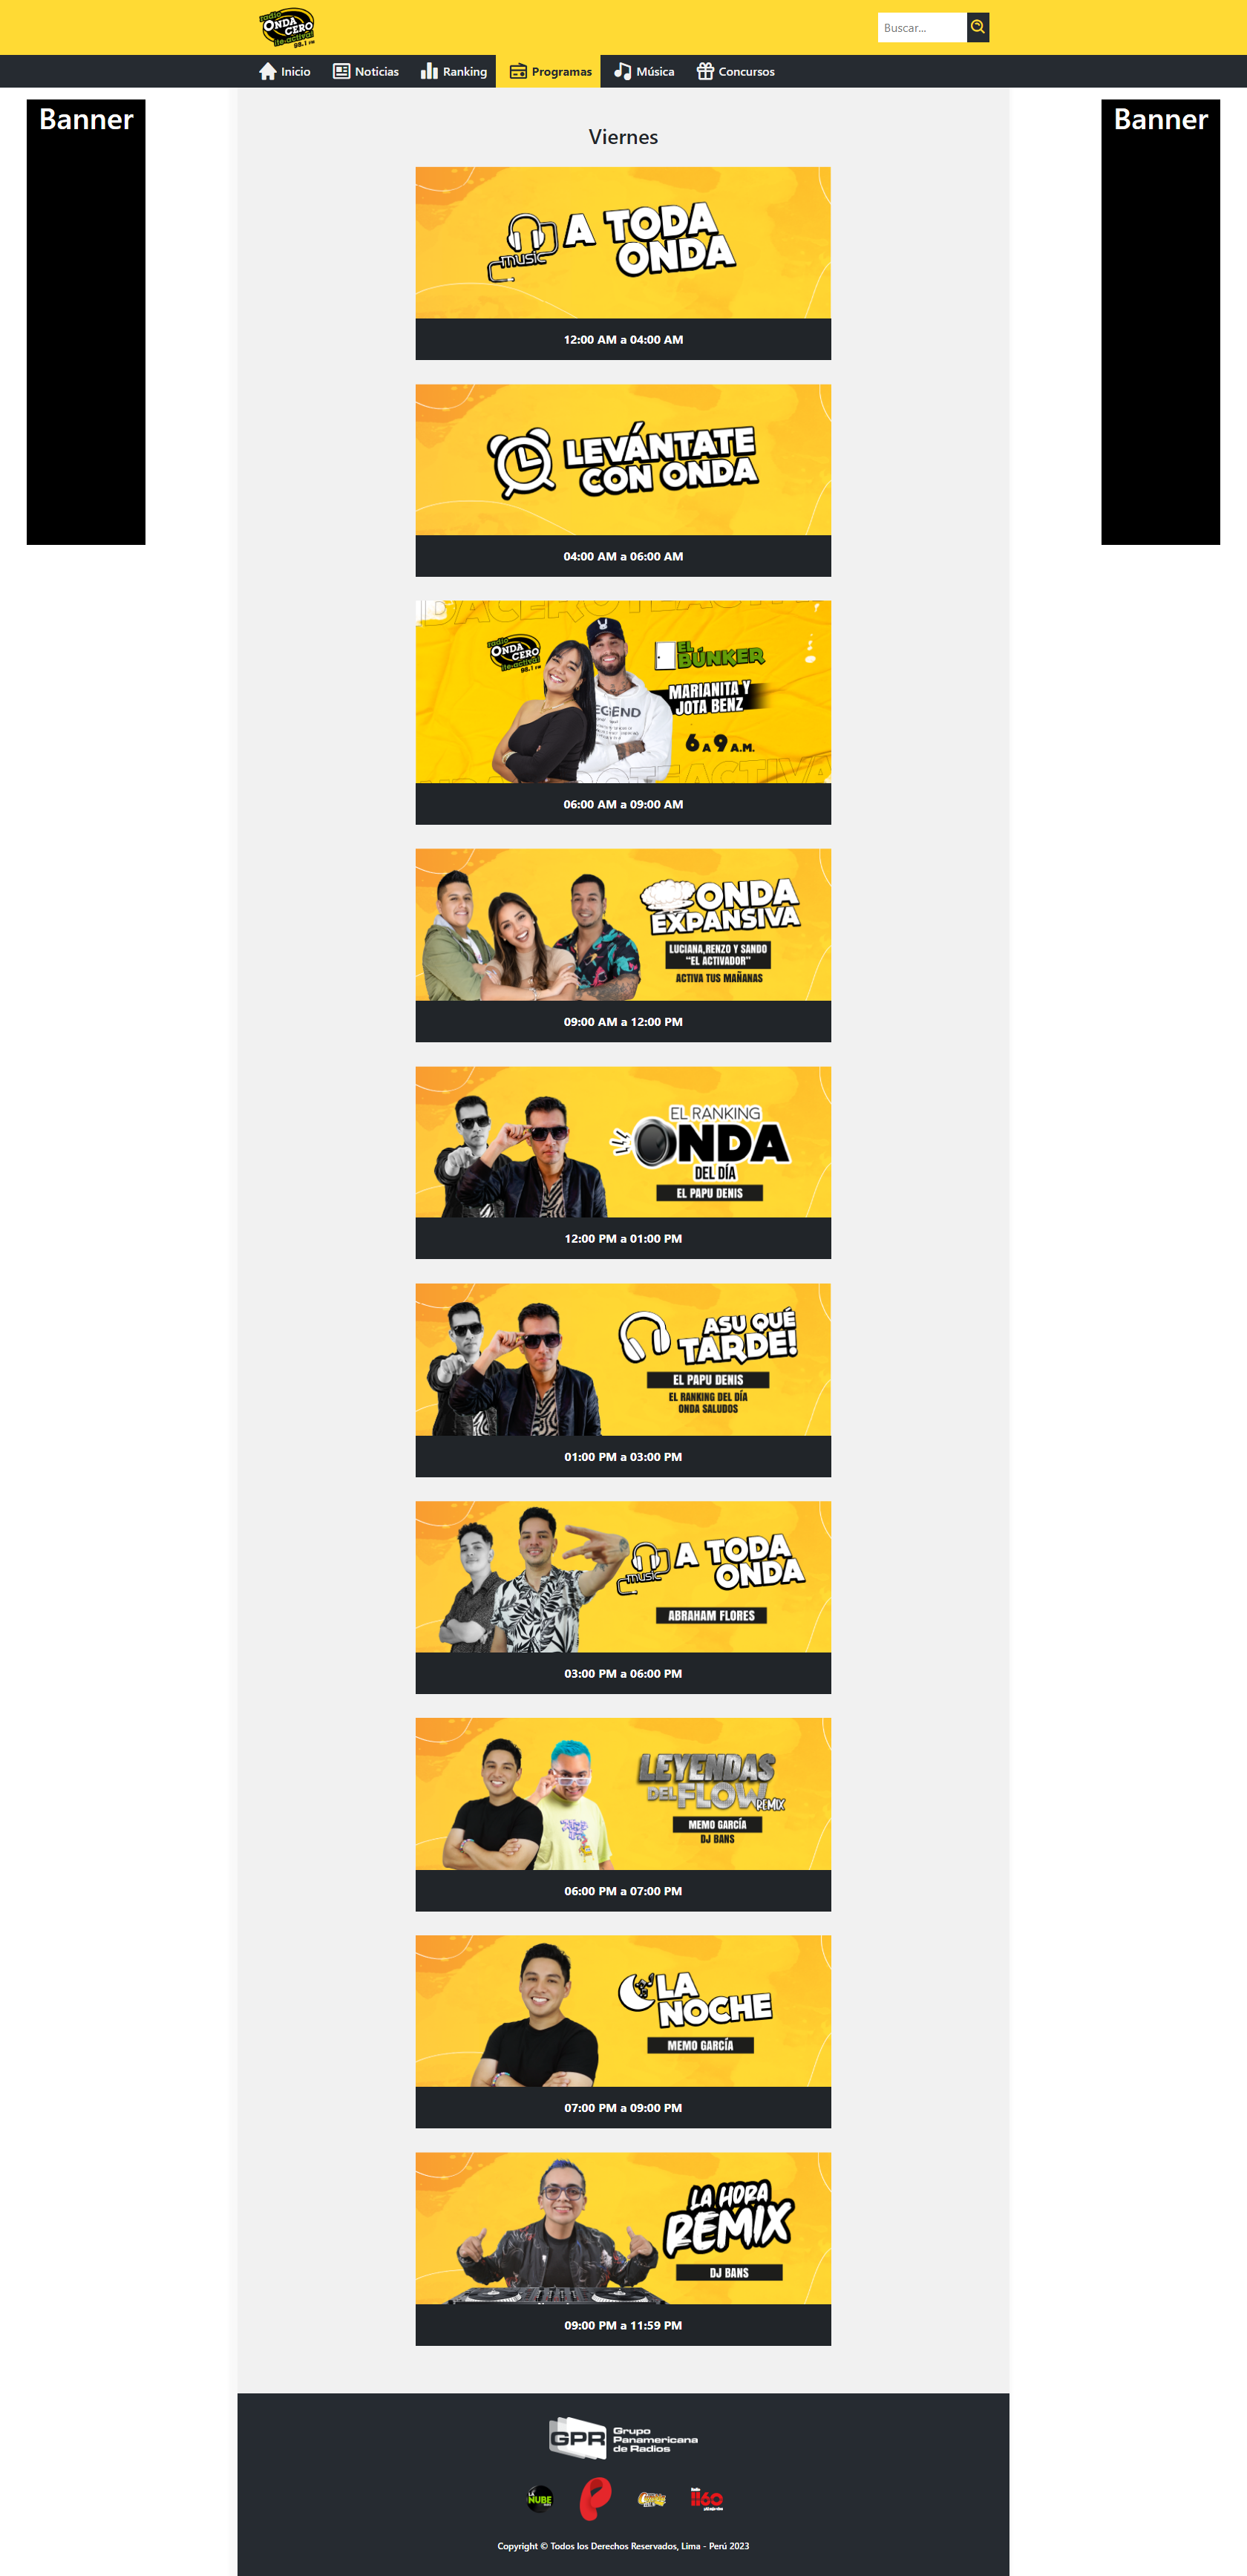 radio
ONDA
CERO
¡te activa!
98.1 FM
Buscar...
Inicio
Noticias
Ranking
Programas
Música
Concursos
Banner
Banner
Viernes
music
A TODA
ONDA
12:00 AM a 04:00 AM
LEVÁNTATE
CON ONDA
04:00 AM a 06:00 AM
radio
ONDA
CERO
¡te activa!
98.1 FM
EL
BÚNKER
MARIANITA Y
JOTA BENZ
6 A 9 A.M.
06:00 AM a 09:00 AM
ONDA
EXPANSIVA
LUCIANA,RENZO Y SANDO
“EL ACTIVADOR”
ACTIVA TUS MAÑANAS
09:00 AM a 12:00 PM
EL RANKING
ONDA
DEL DÍA
EL PAPU DENIS
12:00 PM a 01:00 PM
ASU QUÉ
TARDE!
EL PAPU DENIS
EL RANKING DEL DÍA
ONDA SALUDOS
01:00 PM a 03:00 PM
music
A TODA
ONDA
ABRAHAM FLORES
03:00 PM a 06:00 PM
LEYENDAS
DEL FLOW
REMIX
MEMO GARCÍA
DJ BANS
06:00 PM a 07:00 PM
LA
NOCHE
MEMO GARCÍA
07:00 PM a 09:00 PM
LA HORA
REMIX
DJ BANS
09:00 PM a 11:59 PM
GPR
Grupo
Panamericana
de Radios
LA
NUBE
radio
1160
Copyright © Todos los Derechos Reservados, Lima - Perú 2023